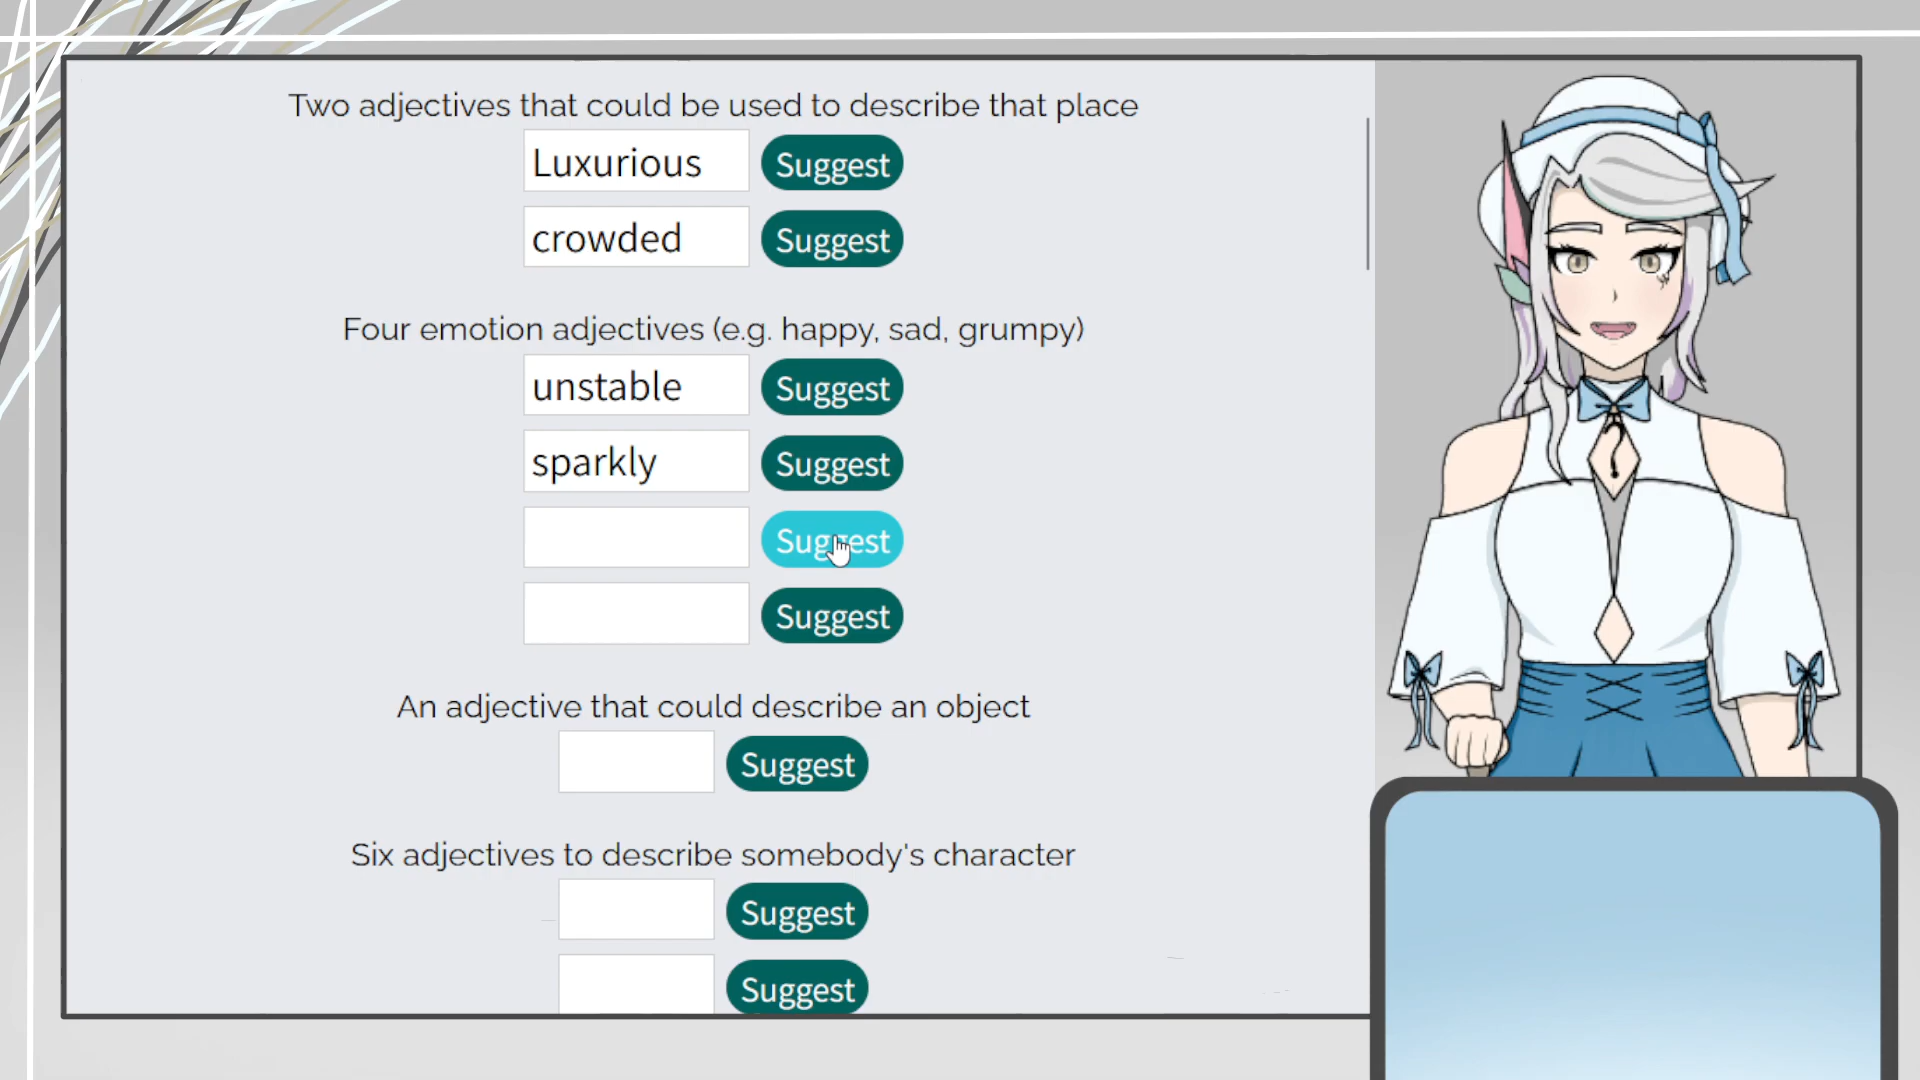 Two adjectives that could be used to describe that place
Luxurious Suggest
crowded Suggest
Four emotion adjectives (e.g. happy, sad, grumpy)
unstable Suggest
sparkly Suggest
Suggest
Suggest
An adjective that could describe an object
Suggest
Six adjectives to describe somebody's character
Suggest
Suggest